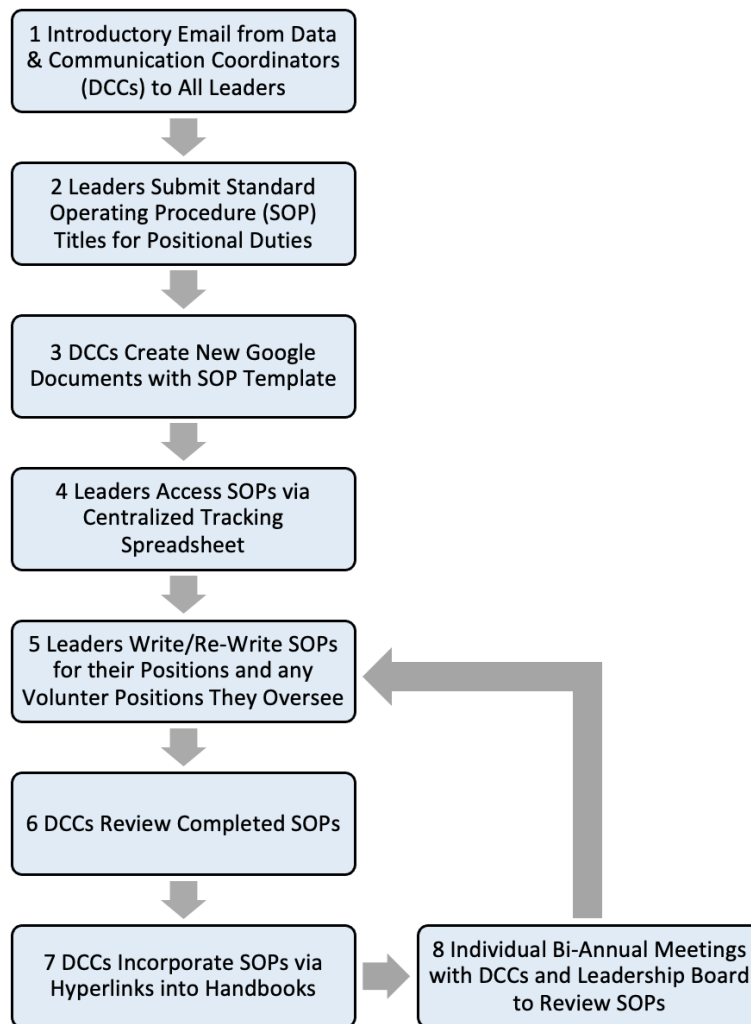 1 Introductory Email from Data
& Communication Coordinators
(DCCs) to All Leaders
2 Leaders Submit Standard
Operating Procedure (SOP)
Titles for Positional Duties
3 DCCs Create New Google
Documents with SOP Template
4 Leaders Access SOPs via
Centralized Tracking
Spreadsheet
5 Leaders Write/Re-Write SOPs
for their Positions and any
Volunter Positions They Oversee
6 DCCs Review Completed SOPs
7 DCCs Incorporate SOPs via
Hyperlinks into Handbooks
8 Individual Bi-Annual Meetings
with DCCs and Leadership Board
to Review SOPs